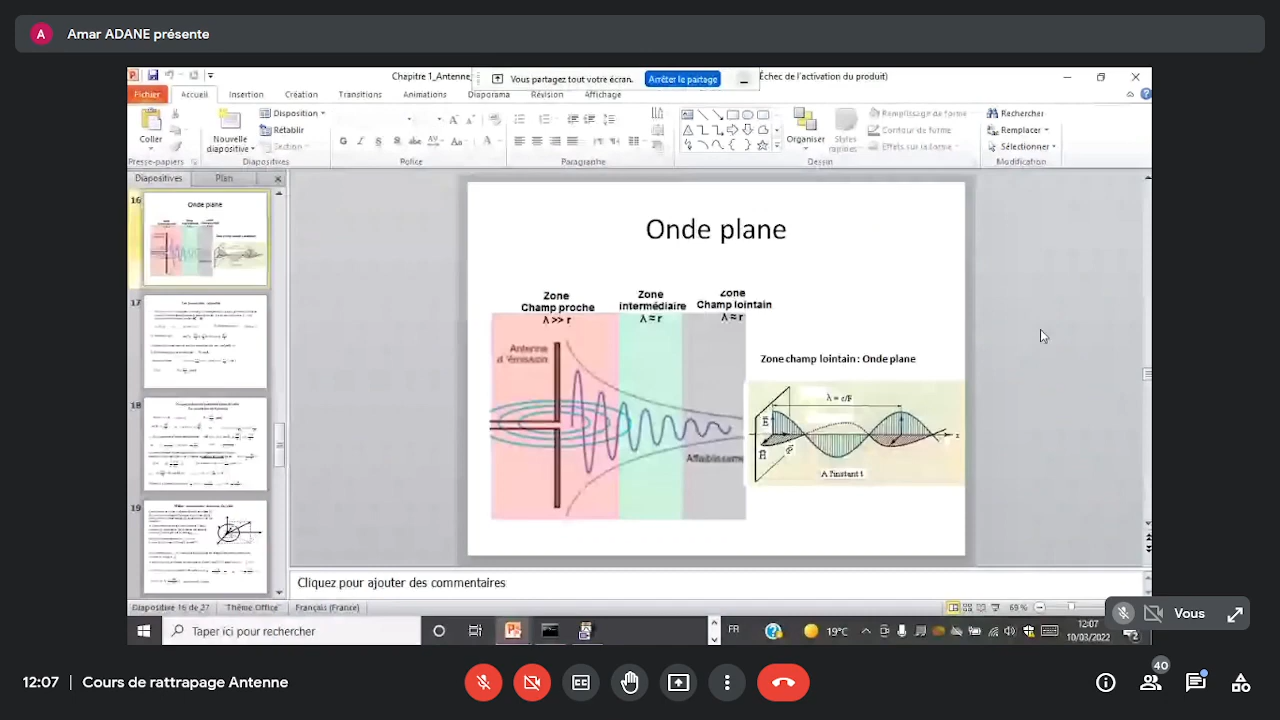 A Amar ADANE présente
Chapitre 1_Antenne
Vous partagez tout votre écran.
Arrêter le partage
Échec de l'activation du produit)
Fichier Accueil Insertion Création Transitions Animations Diaporama Révision Affichage
Coller
Nouvelle diapositive
Disposition
Rétablir
Section
Organiser
Styles rapides
Remplissage de forme
Contour de forme
Effets sur la forme
Rechercher
Remplacer
Sélectionner
Presse-papiers Diapositives Police Paragraphe Dessin Modification
Diapositives Plan
16
Onde plane
17
18
19
Onde plane
Zone
Champ proche
λ >> r
Zone
intermédiaire
λ ≈ r
Zone
Champ lointain
λ ≈ r
Antenne
d'émission
Affaiblisseme
Zone champ lointain : Onde plane
λ = c/F
E
H
x
A l'instant t
Cliquez pour ajouter des commentaires
Diapositive 16 de 27 Thème Office Français (France)
69 %
Taper ici pour rechercher
FR
19°C
12:07
10/03/2022
2
Vous
12:07 | Cours de rattrapage Antenne
40